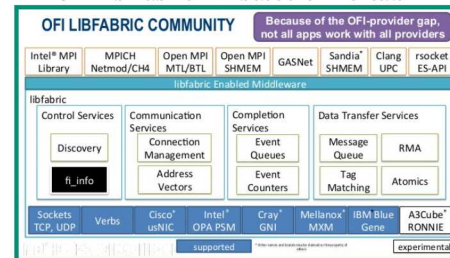 OFI LIBFABRIC COMMUNITY
Because of the OFI-provider gap,
not all apps work with all providers
Intel® MPI
Library
MPICH
Netmod/CH4
Open MPI
MTL/BTL
Open MPI
SHMEM
GASNet
Sandia*
SHMEM
Clang
UPC
rsocket
ES-API
libfabric Enabled Middleware
libfabric
Control Services
Discovery
fi_info
Communication
Services
Connection
Management
Address
Vectors
Completion
Services
Event
Queues
Event
Counters
Data Transfer Services
Message
Queue
RMA
Tag
Matching
Atomics
Sockets
TCP, UDP
Verbs
Cisco*
usNIC
Intel*
OPA PSM
Cray*
GNI
Mellanox*
MXM
IBM Blue
Gene
A3Cube*
RONNIE
supported
experimental